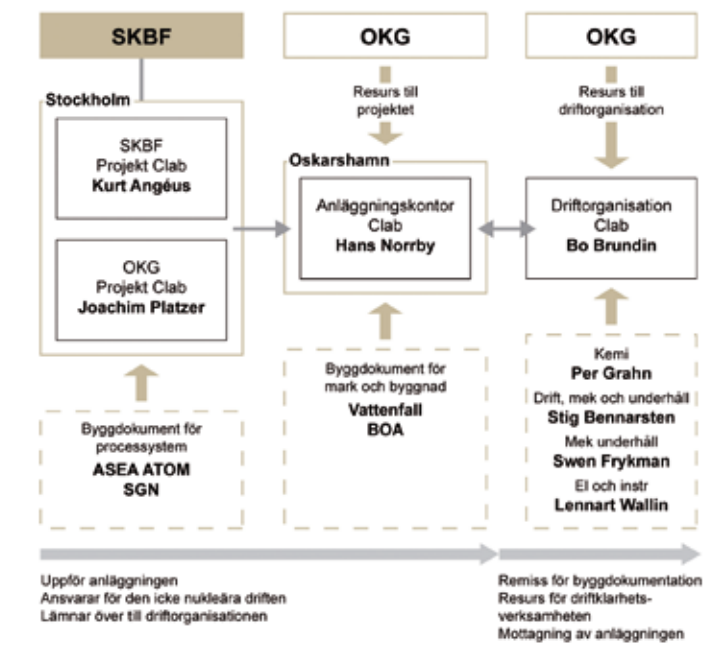 SKBF
OKG
OKG
Stockholm
SKBF
Projekt Clab
Kurt Angéus
OKG
Projekt Clab
Joachim Platzer
Byggdokument för
processystem
ASEA ATOM
SGN
Resurs till
projektet
Oskarshamn
Anläggningskontor
Clab
Hans Norrby
Byggdokument för
mark och byggnad
Vattenfall
BOA
Resurs till
driftorganisation
Driftorganisation
Clab
Bo Brundin
Kemi
Per Grahn
Drift, mek och underhåll
Stig Bennarsten
Mek underhåll
Swen Frykman
El och instr
Lennart Wallin
Uppför anläggningen
Ansvarar för den icke nukleära driften
Lämnar över till driftorganisationen
Remiss för byggdokumentation
Resurs för driftklarhets-
verksamheten
Mottagning av anläggningen